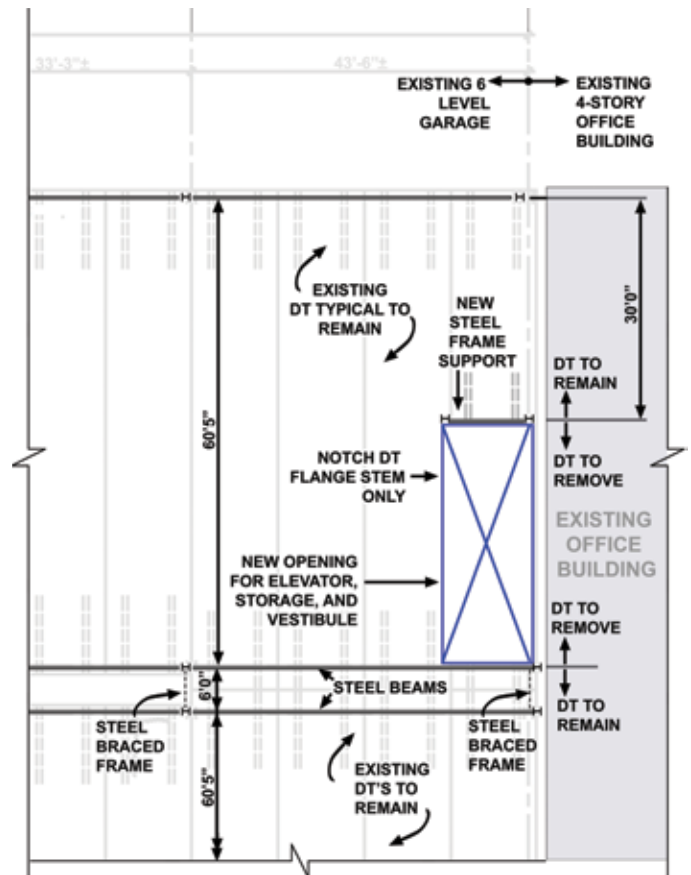 33'-3"±
43'-6"±
EXISTING 6
LEVEL
GARAGE
EXISTING
4-STORY
OFFICE
BUILDING
EXISTING
DT TYPICAL TO
REMAIN
NEW
STEEL
FRAME
SUPPORT
30'0"
DT TO
REMAIN
60'5"
NOTCH DT
FLANGE STEM
ONLY
DT TO
REMOVE
EXISTING
OFFICE
BUILDING
NEW OPENING
FOR ELEVATOR,
STORAGE, AND
VESTIBULE
DT TO
REMOVE
6'0"
STEEL BEAMS
STEEL
BRACED
FRAME
STEEL
BRACED
FRAME
DT TO
REMAIN
60'5"
EXISTING
DT'S TO
REMAIN